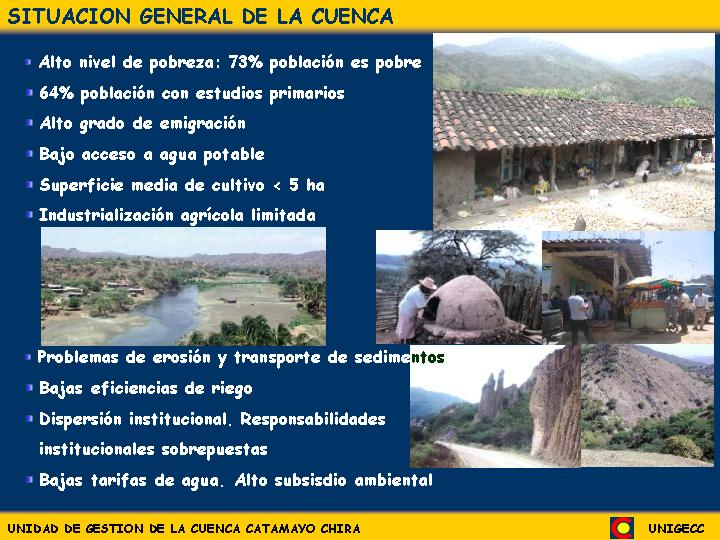 SITUACION GENERAL DE LA CUENCA
Alto nivel de pobreza: 73% población es pobre
64% población con estudios primarios
Alto grado de emigración
Bajo acceso a agua potable
Superficie media de cultivo < 5 ha
Industrialización agrícola limitada
Problemas de erosión y transporte de sedimentos
Bajas eficiencias de riego
Dispersión institucional. Responsabilidades
institucionales sobrepuestas
Bajas tarifas de agua. Alto subsisdio ambiental
UNIDAD DE GESTION DE LA CUENCA CATAMAYO CHIRA UNIGECC